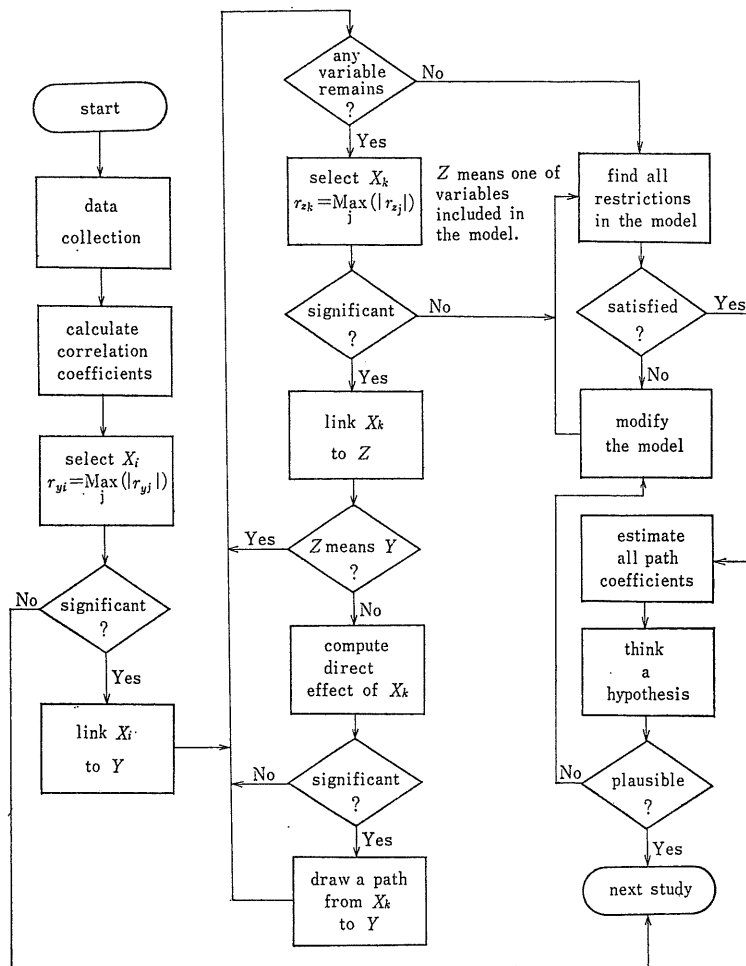 start
data
collection
calculate
correlation
coefficients
select Xi
ryi=Max(|ryj|)
j
No
significant
?
Yes
link Xi
to Y
any
variable
remains
?
No
Yes
select Xk
rzk=Max(|rzj|)
j
Z means one of
variables
included in
the model.
significant
?
No
Yes
link Xk
to Z
Yes
Z means Y
?
No
compute
direct
effect of Xk
No
significant
?
Yes
draw a path
from Xk
to Y
find all
restrictions
in the model
satisfied
?
Yes
No
modify
the model
estimate
all path
coefficients
think
a
hypothesis
No
plausible
?
Yes
next study